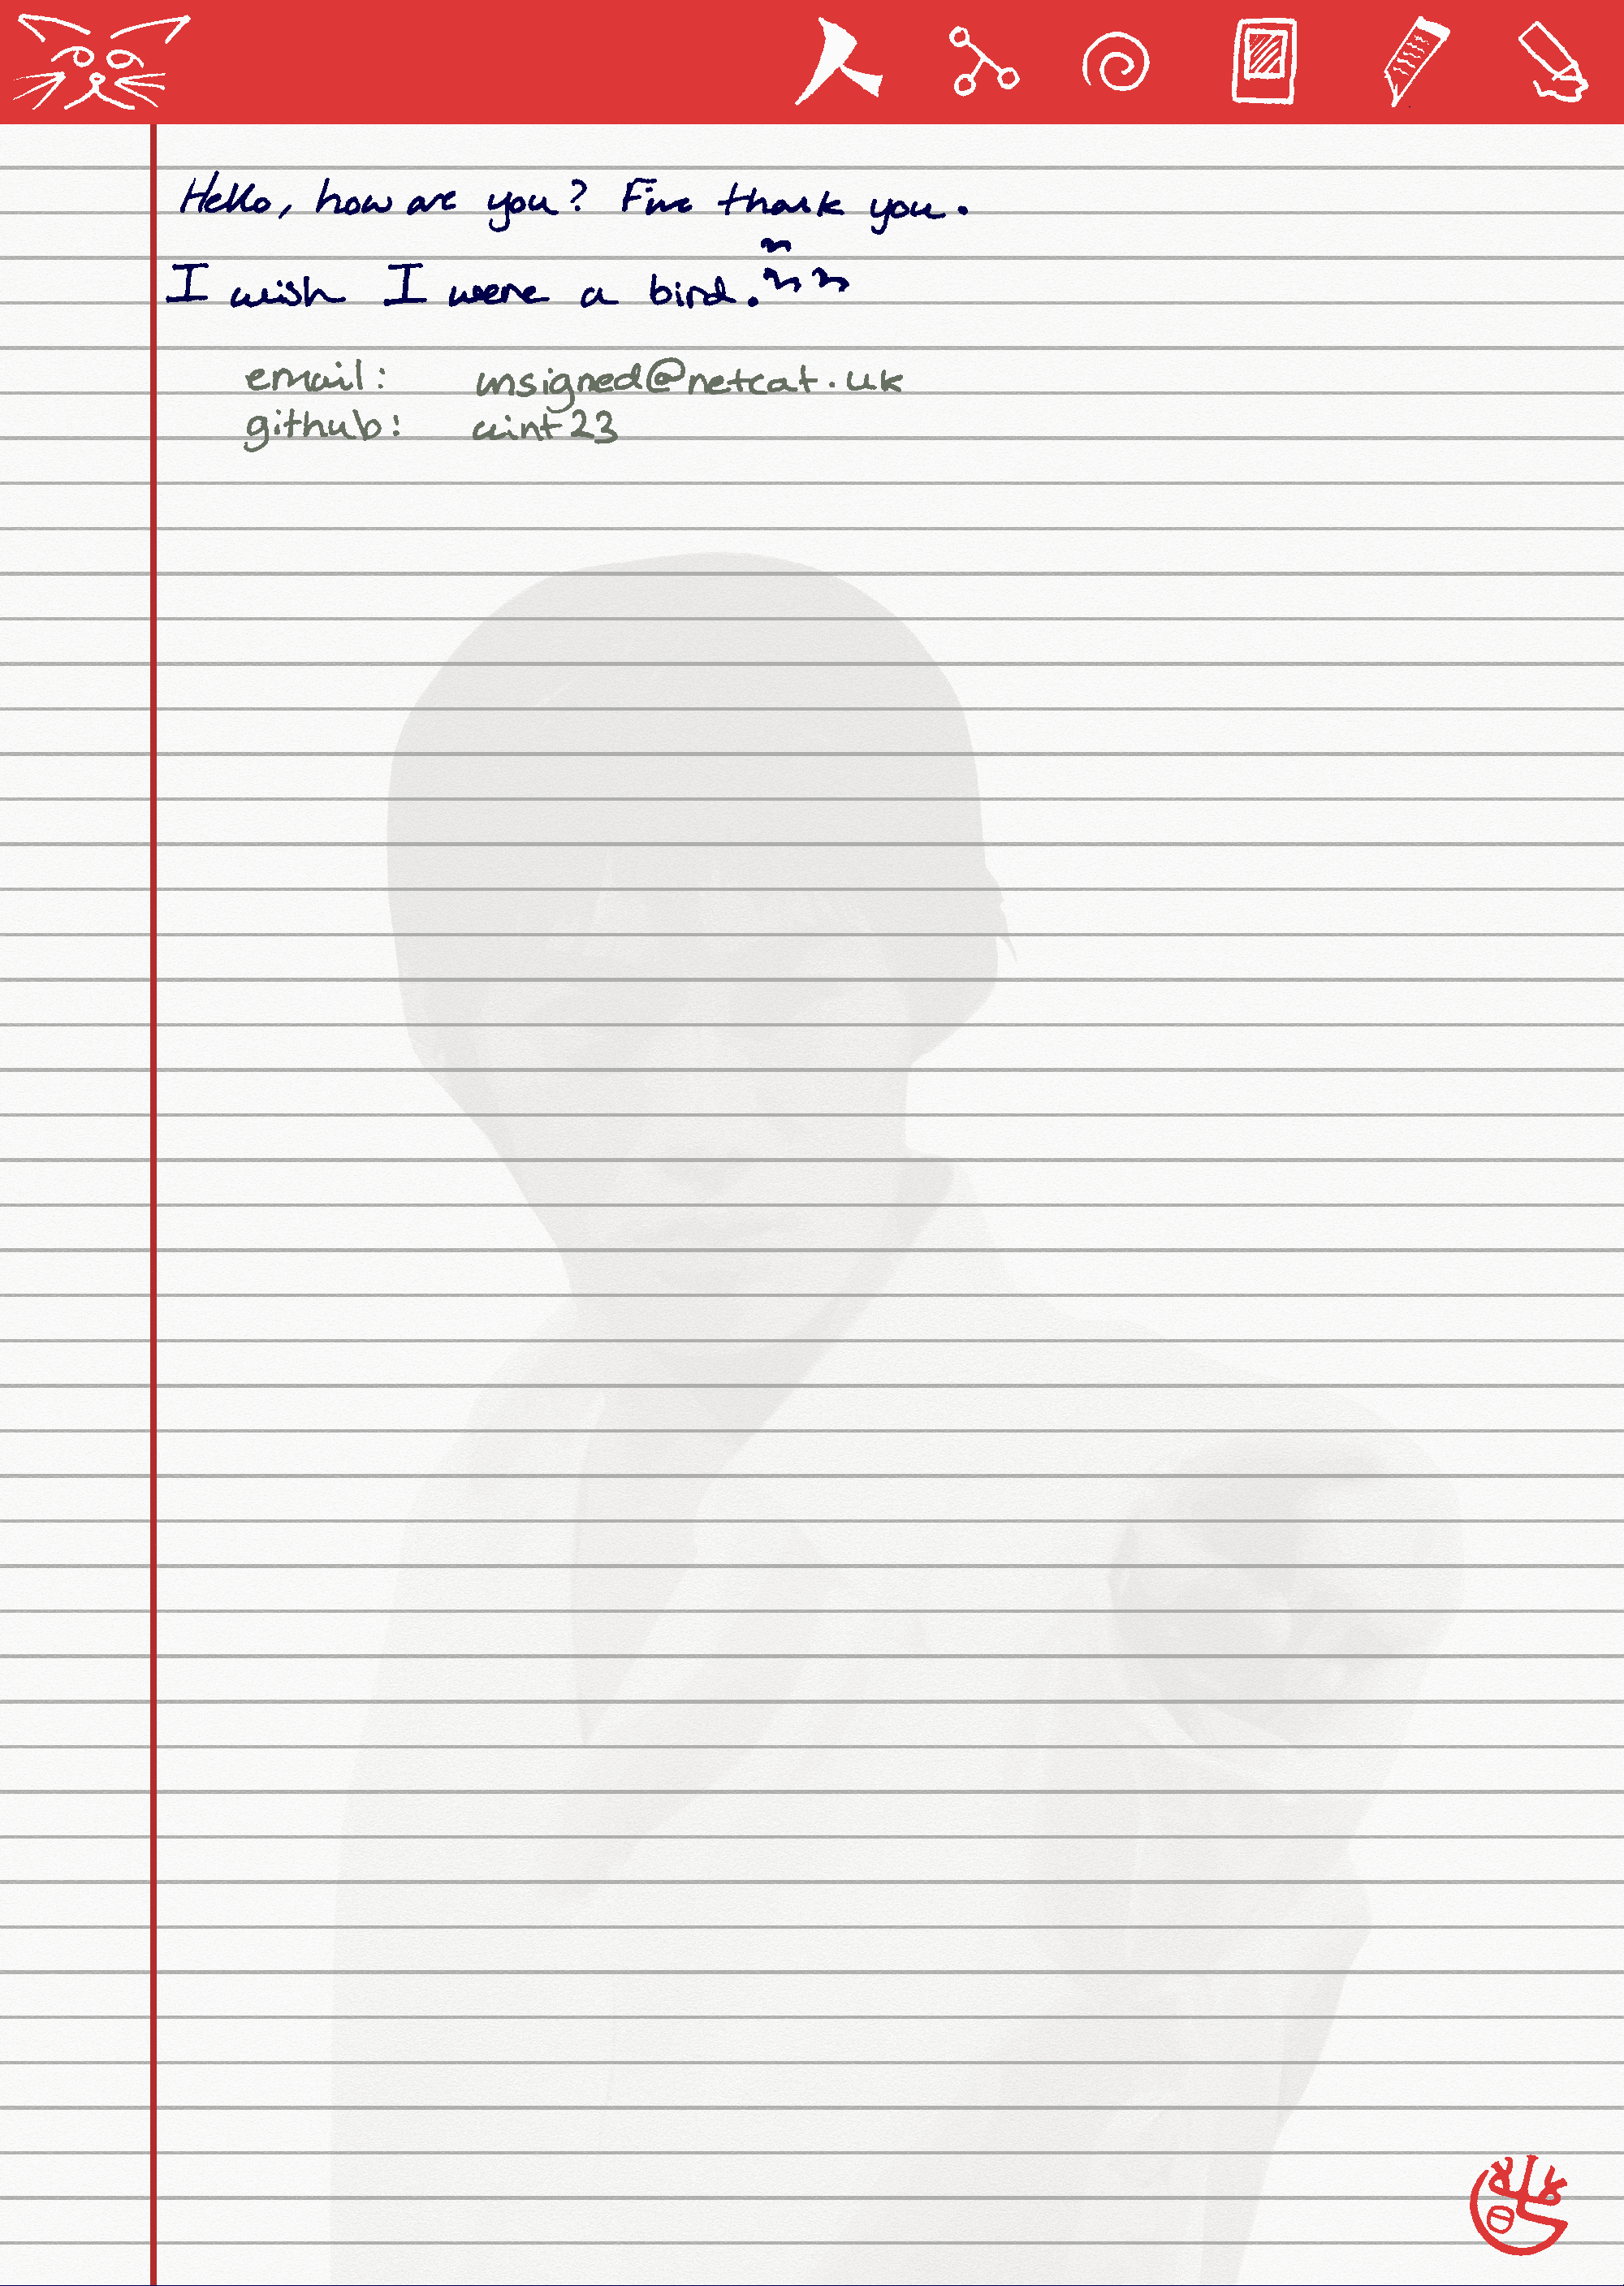 Hello, how are you? Fine thank you.
I wish I were a bird.
email: unsigned@netcat.uk
github: uint23